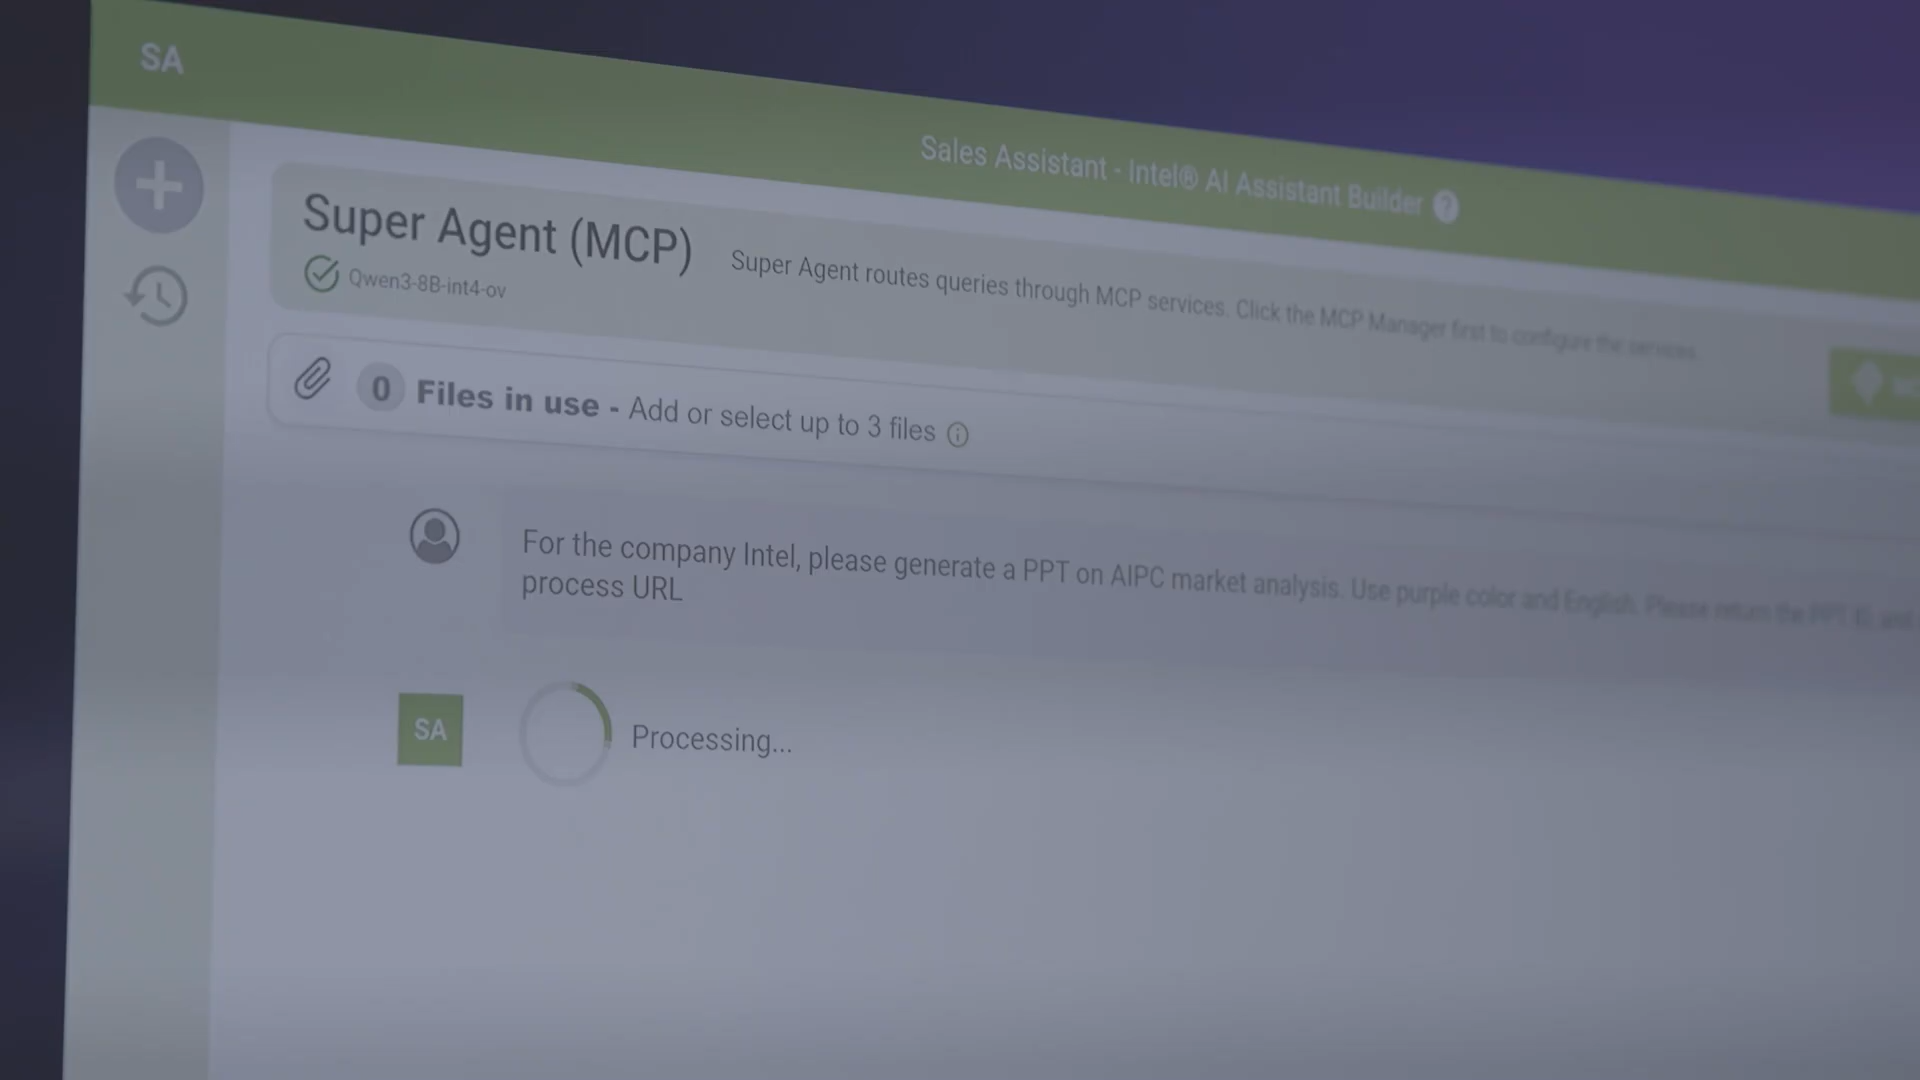 SA
Sales Assistant - Intel® AI Assistant Builder ?
Super Agent (MCP)
Super Agent routes queries through MCP services. Click the MCP Manager first to configure the services.
Qwen3-8B-int4-ov
0 Files in use - Add or select up to 3 files
For the company Intel, please generate a PPT on AIPC market analysis. Use purple color and English. Please return the PPT
process URL
SA
Processing...